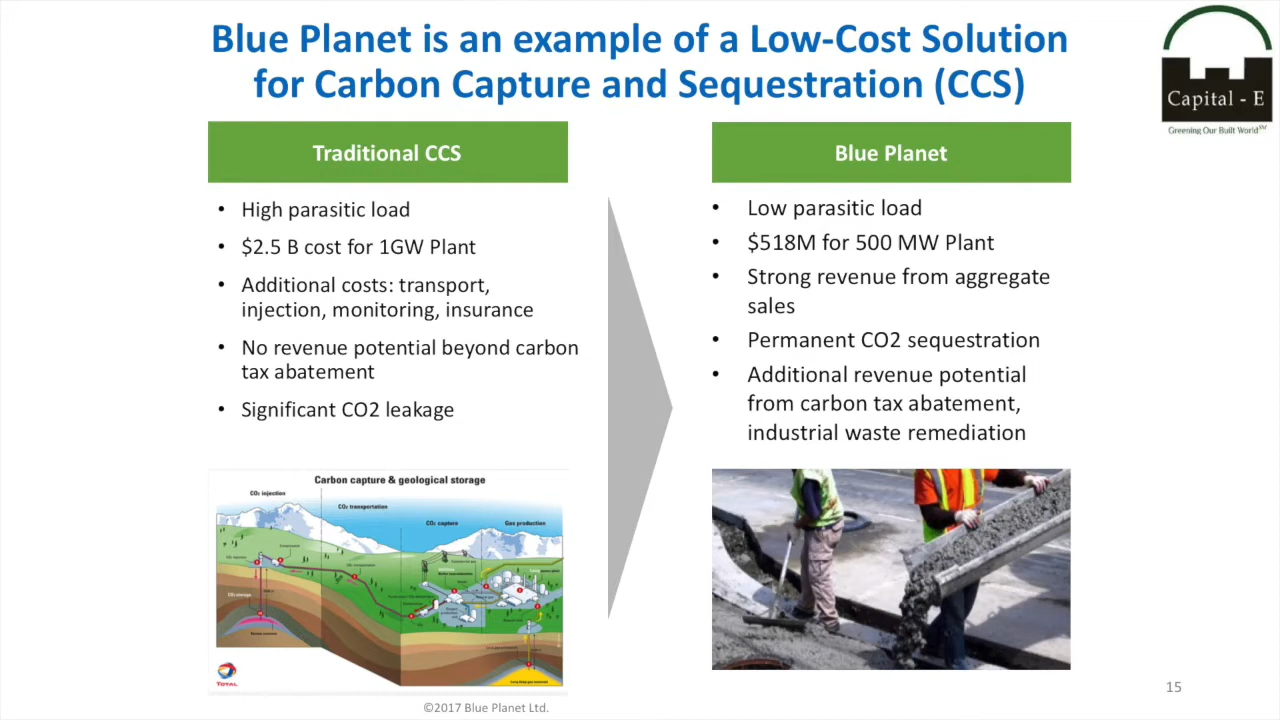 Blue Planet is an example of a Low-Cost Solution
for Carbon Capture and Sequestration (CCS)
Capital - E
Greening Our Built World℠
Traditional CCS
• High parasitic load
• $2.5 B cost for 1GW Plant
• Additional costs: transport,
injection, monitoring, insurance
• No revenue potential beyond carbon
tax abatement
• Significant CO2 leakage
Blue Planet
• Low parasitic load
• $518M for 500 MW Plant
• Strong revenue from aggregate
sales
• Permanent CO2 sequestration
• Additional revenue potential
from carbon tax abatement,
industrial waste remediation
Carbon capture & geological storage
CO₂ injection
CO₂ transportation
CO₂ capture
Gas production
TOTAL
©2017 Blue Planet Ltd.
15